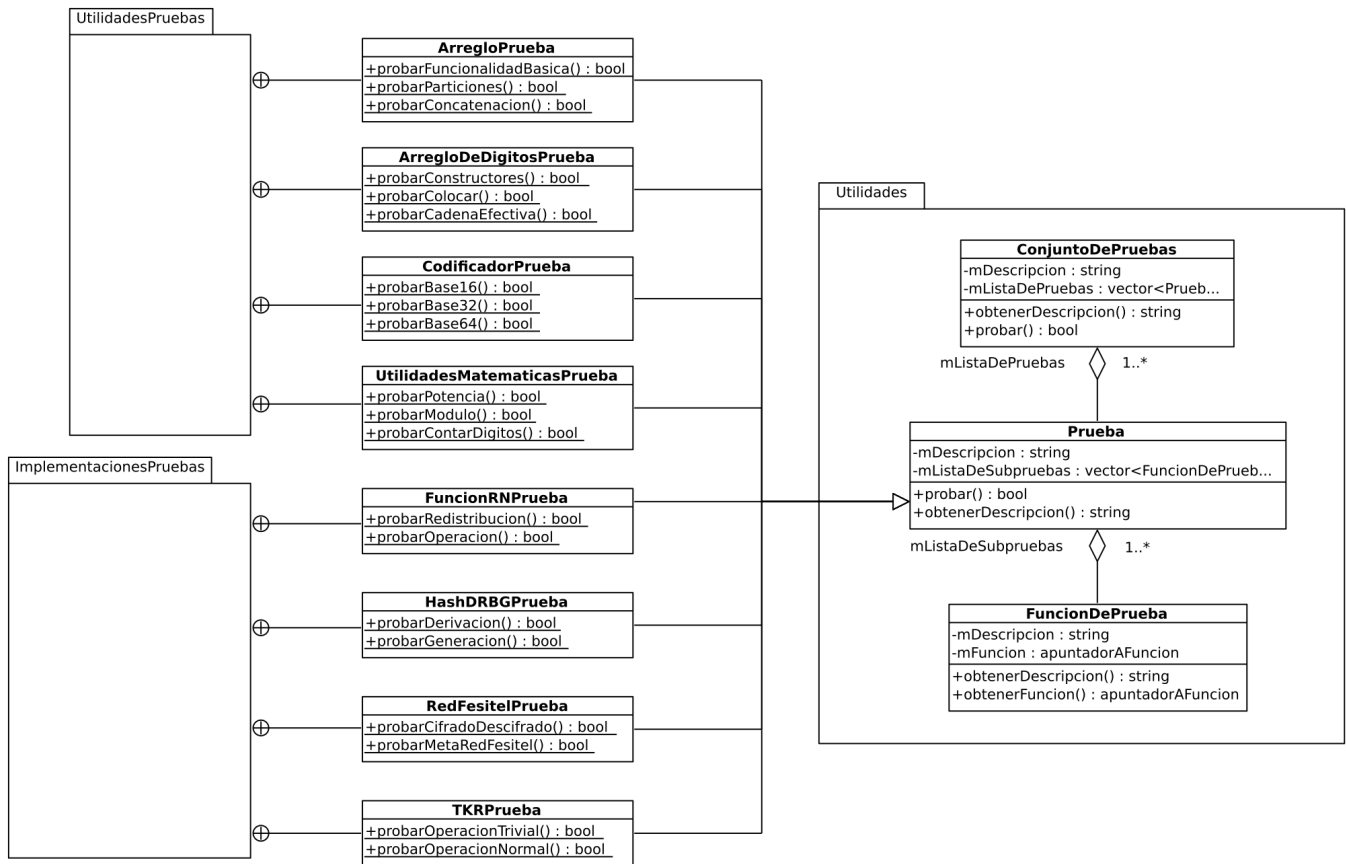 UtilidadesPruebas
ArregloPrueba
+probarFuncionalidadBasica() : bool
+probarParticiones() : bool
+probarConcatenacion() : bool
ArregloDeDigitosPrueba
+probarConstructores() : bool
+probarColocar() : bool
+probarCadenaEfectiva() : bool
CodificadorPrueba
+probarBase16() : bool
+probarBase32() : bool
+probarBase64() : bool
UtilidadesMatematicasPrueba
+probarPotencia() : bool
+probarModulo() : bool
+probarContarDigitos() : bool
ImplementacionesPruebas
FuncionRNPrueba
+probarRedistribucion() : bool
+probarOperacion() : bool
HashDRBGPrueba
+probarDerivacion() : bool
+probarGeneracion() : bool
RedFesitelPrueba
+probarCifradoDescifrado() : bool
+probarMetaRedFesitel() : bool
TKRPrueba
+probarOperacionTrivial() : bool
+probarOperacionNormal() : bool
Utilidades
ConjuntoDePruebas
-mDescripcion : string
-mListaDePruebas : vector<Prueb...
+obtenerDescripcion() : string
+probar() : bool
mListaDePruebas 1..*
Prueba
-mDescripcion : string
-mListaDeSubpruebas : vector<FuncionDePrueb...
+probar() : bool
+obtenerDescripcion() : string
mListaDeSubpruebas 1..*
FuncionDePrueba
-mDescripcion : string
-mFuncion : apuntadorAFuncion
+obtenerDescripcion() : string
+obtenerFuncion() : apuntadorAFuncion